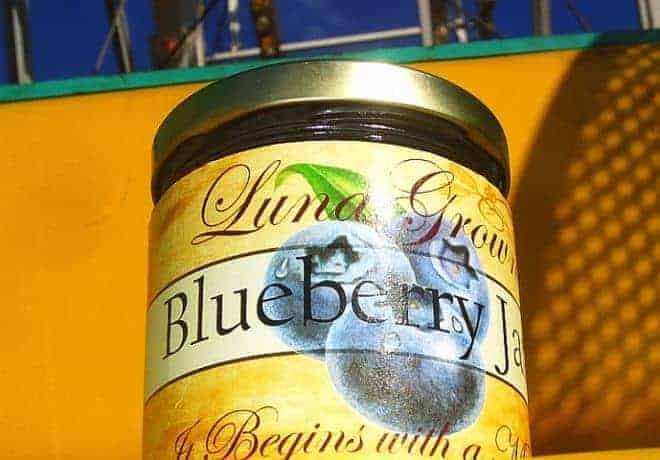 Luna Grown
Blueberry Ja
It Begins with a